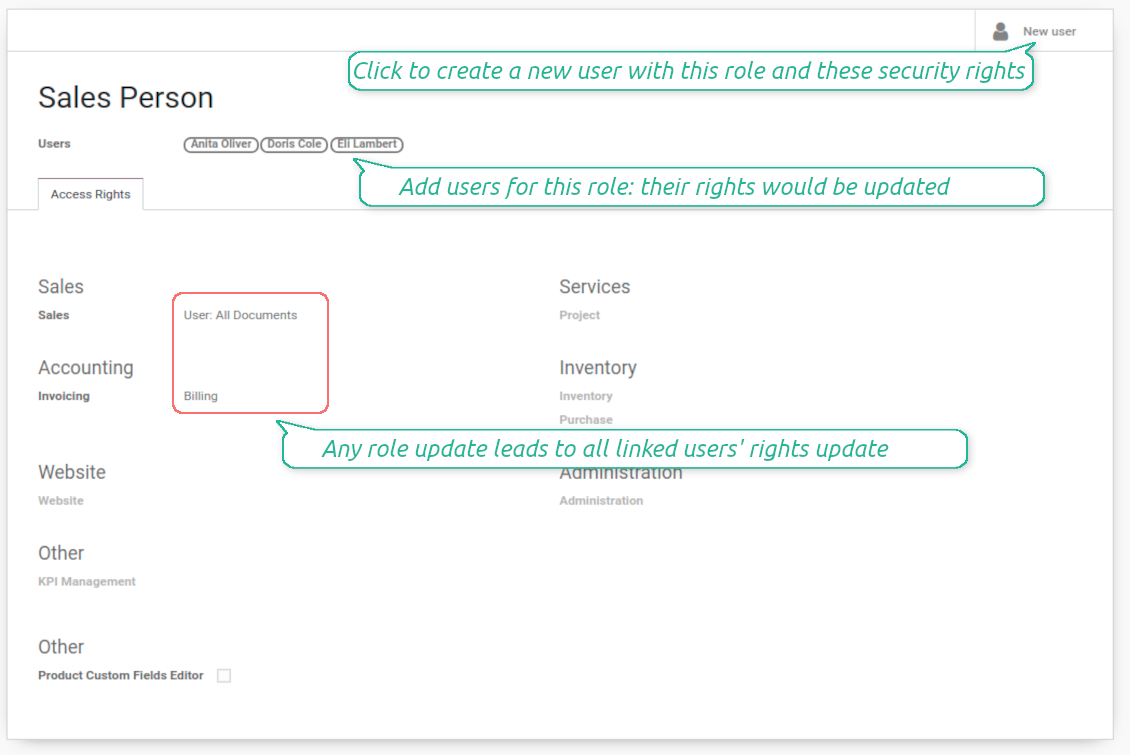 New user
Click to create a new user with this role and these security rights
Sales Person
Users Anita Oliver Doris Cole Eli Lambert
Add users for this role: their rights would be updated
Access Rights
Sales Services
Sales User: All Documents Project
Accounting Inventory
Invoicing Billing Inventory
Purchase
Any role update leads to all linked users' rights update
Website Administration
Website Administration
Other
KPI Management
Other
Product Custom Fields Editor